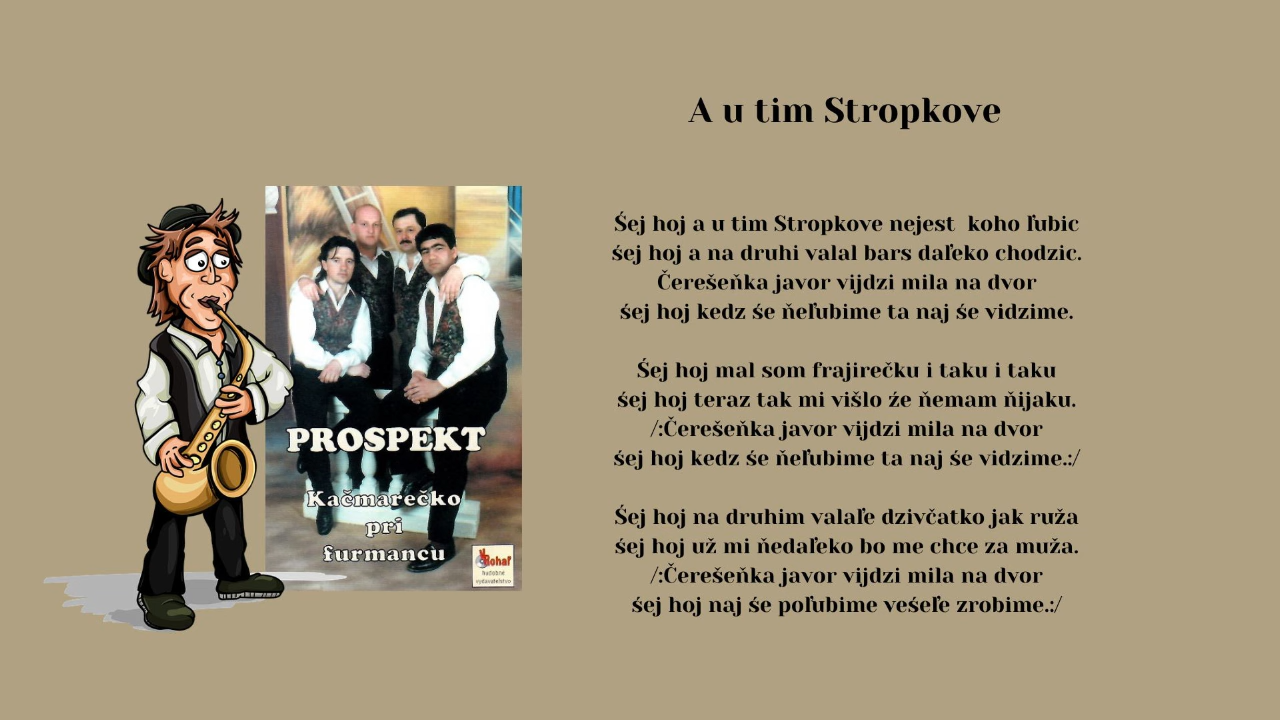 A u tim Stropkove
Śej hoj a u tim Stropkove nejest  koho ľubic
śej hoj a na druhi valal bars daľeko chodzic.
Čerešeňka javor vijdzi mila na dvor
śej hoj kedz śe ňeľubime ta naj śe vidzime.
Śej hoj mal som frajirečku i taku i taku
śej hoj teraz tak mi višlo źe ňemam ňijaku.
/:Čerešeňka javor vijdzi mila na dvor
śej hoj kedz śe ňeľubime ta naj śe vidzime.:/
Śej hoj na druhim valaľe dzivčatko jak ruža
śej hoj už mi ňedaľeko bo me chce za muža.
/:Čerešeňka javor vijdzi mila na dvor
śej hoj naj śe poľubime veśeľe zrobime.:/
PROSPEKT
Kačmarečko
pri
furmancu
Rohaľ
hudobné
vydavateľstvo